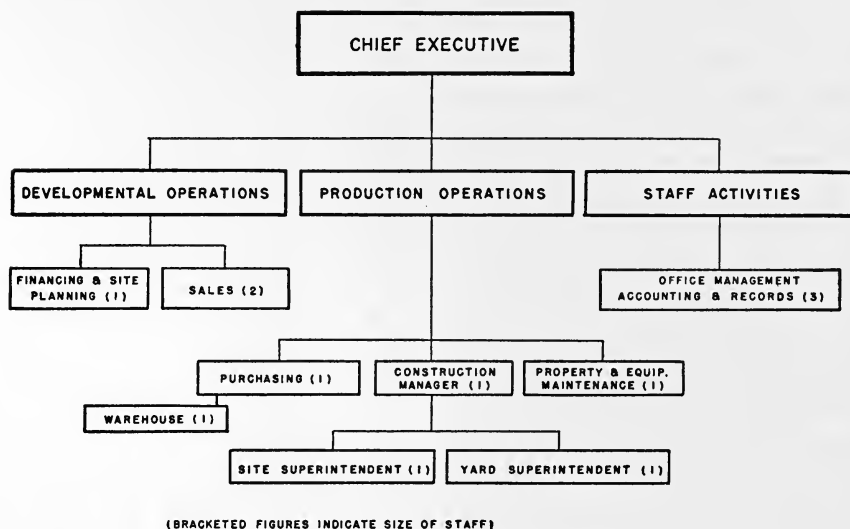 CHIEF EXECUTIVE
DEVELOPMENTAL OPERATIONS
PRODUCTION OPERATIONS
STAFF ACTIVITIES
FINANCING & SITE
PLANNING (1)
SALES (2)
OFFICE MANAGEMENT
ACCOUNTING & RECORDS (3)
PURCHASING (1)
CONSTRUCTION
MANAGER (1)
PROPERTY & EQUIP.
MAINTENANCE (1)
WAREHOUSE (1)
SITE SUPERINTENDENT (1)
YARD SUPERINTENDENT (1)
(BRACKETED FIGURES INDICATE SIZE OF STAFF)